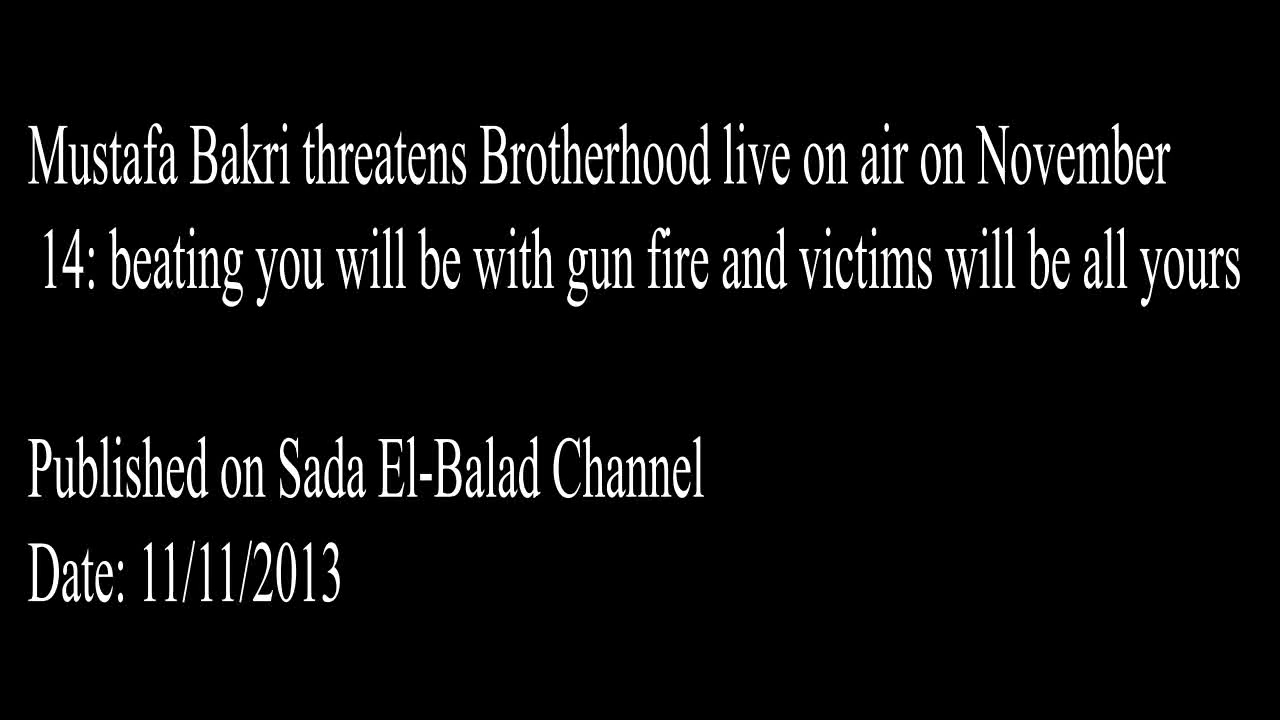 Mustafa Bakri threatens Brotherhood live on air on November
14: beating you will be with gun fire and victims will be all yours
Published on Sada El-Balad Channel
Date: 11/11/2013